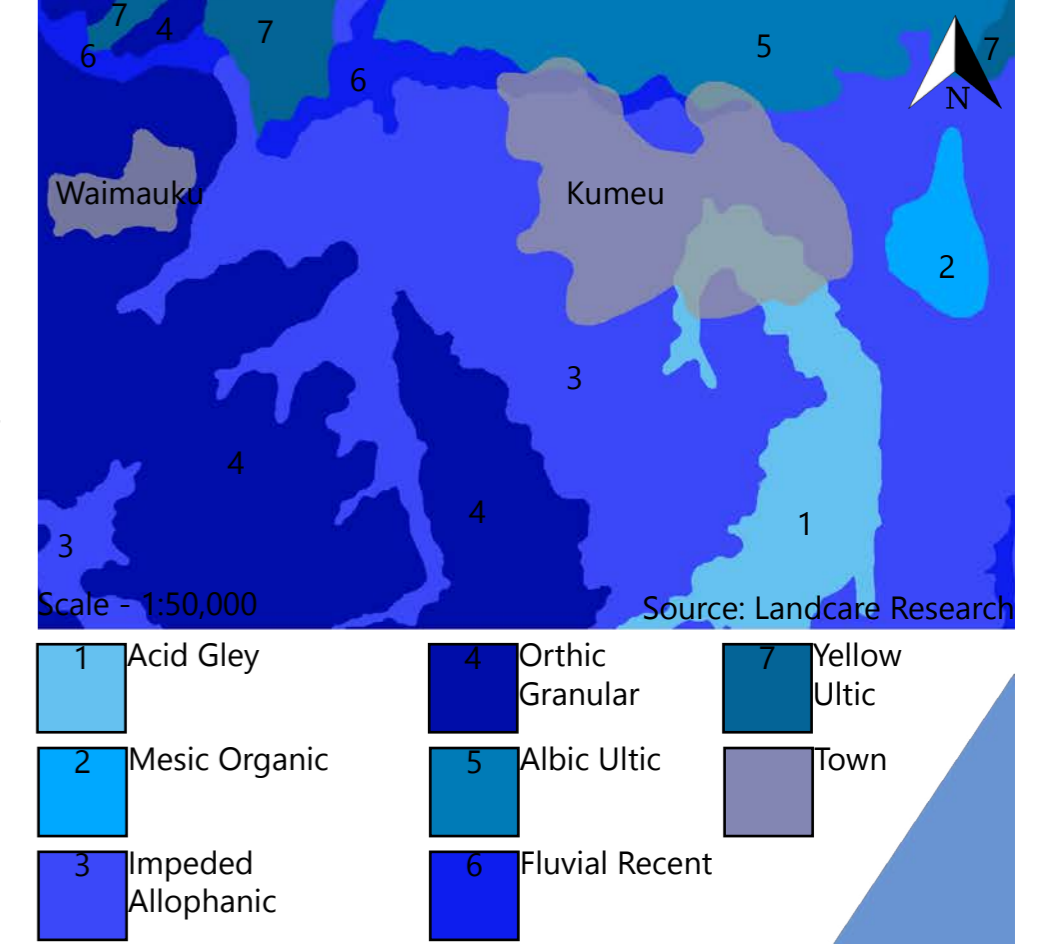 7
4
7
6
6
5
7
N
Waimauku
Kumeu
2
3
4
4
1
3
Scale - 1:50,000
Source: Landcare Research
1 Acid Gley
2 Mesic Organic
3 Impeded
Allophanic
4 Orthic
Granular
5 Albic Ultic
6 Fluvial Recent
7 Yellow
Ultic
Town